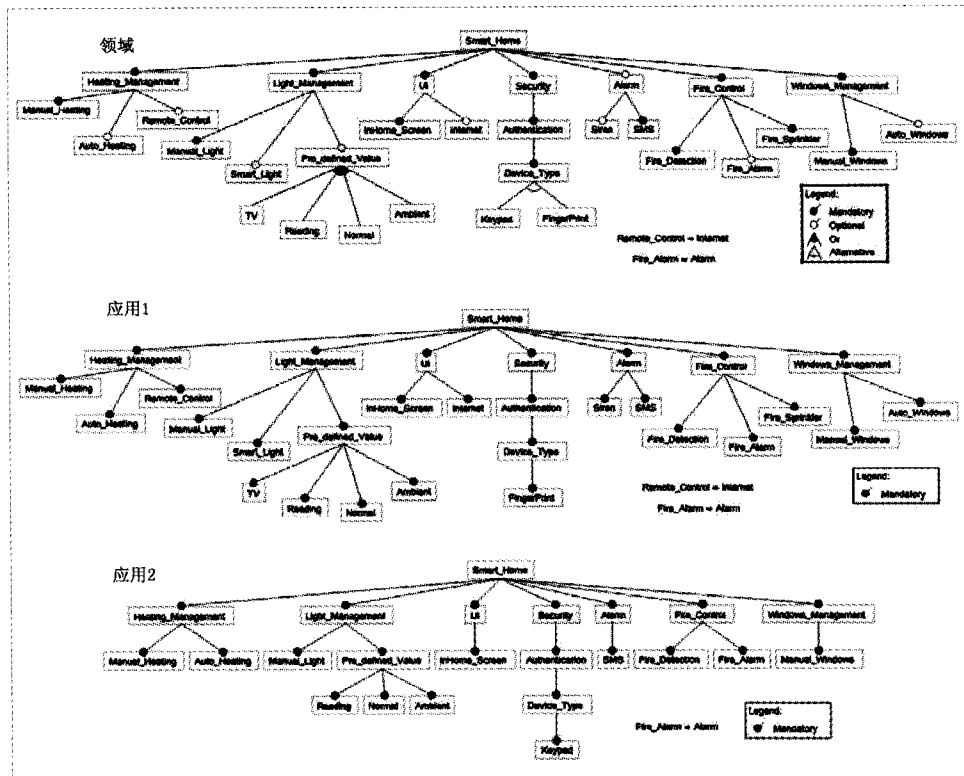 领域
Smart_Home
Heating_Management
Light_Management
UI
Security
Alarm
Fire_Control
Windows_Management
Manual_Heating
Remote_Control
Auto_Heating
Manual_Light
Smart_Light
Pre_defined_Value
InHome_Screen
Internet
Authentication
Siren
SMS
Fire_Detection
Fire_Sprinkler
Fire_Alarm
Manual_Windows
Auto_Windows
Device_Type
TV
Reading
Normal
Ambient
Keypad
FingerPrint
Remote_Control ⇒ Internet
Fire_Alarm ⇒ Alarm
Legend:
Mandatory
Optional
Or
Alternative
应用1
Smart_Home
Heating_Management
Light_Management
UI
Security
Alarm
Fire_Control
Windows_Management
Manual_Heating
Remote_Control
Auto_Heating
Manual_Light
Smart_Light
Pre_defined_Value
InHome_Screen
Internet
Authentication
Siren
SMS
Fire_Detection
Fire_Sprinkler
Fire_Alarm
Manual_Windows
Auto_Windows
Device_Type
TV
Reading
Normal
Ambient
FingerPrint
Remote_Control ⇒ Internet
Fire_Alarm ⇒ Alarm
Legend:
Mandatory
应用2
Smart_Home
Heating_Management
Light_Management
UI
Security
Alarm
Fire_Control
Windows_Management
Manual_Heating
Auto_Heating
Manual_Light
Pre_defined_Value
InHome_Screen
Authentication
SMS
Fire_Detection
Fire_Alarm
Manual_Windows
Reading
Normal
Ambient
Device_Type
Keypad
Fire_Alarm ⇒ Alarm
Legend:
Mandatory